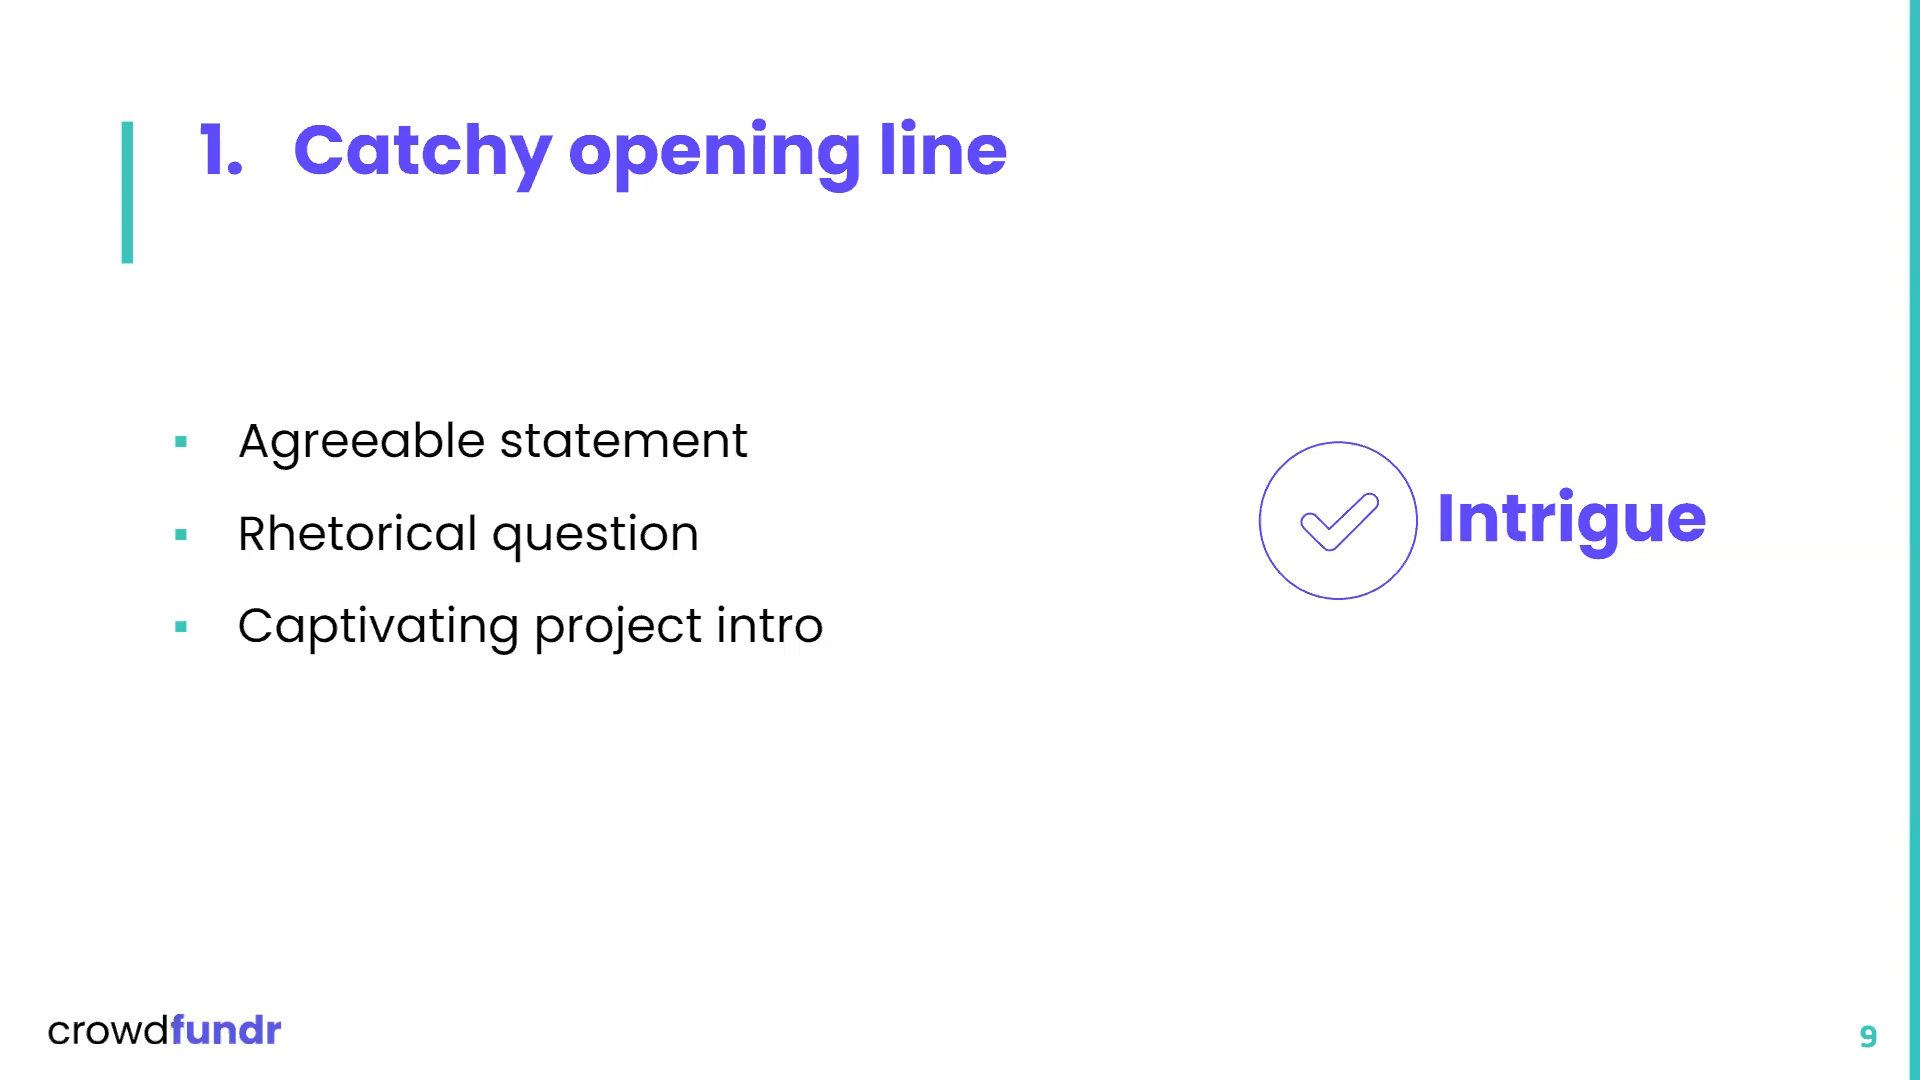 1. Catchy opening line
Agreeable statement
Rhetorical question
Captivating project intro
Intrigue
crowdfundr
9